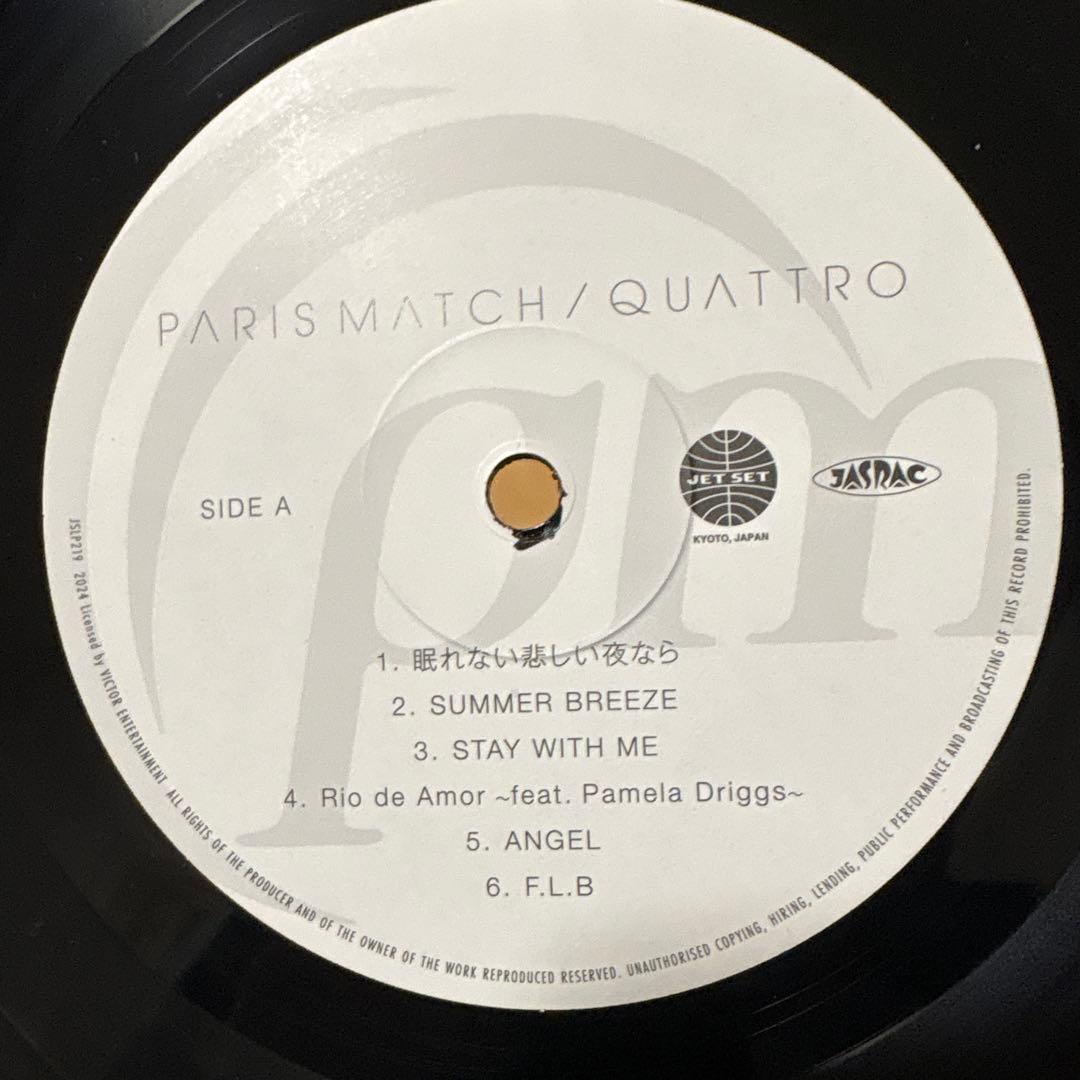 PARIS MATCH / QUATTRO
SIDE A
JET SET
KYOTO, JAPAN
JASRAC
1. 眠れない悲しい夜なら
2. SUMMER BREEZE
3. STAY WITH ME
4. Rio de Amor ~feat. Pamela Driggs~
5. ANGEL
6. F.L.B
JSLP219 2024 Licensed by VICTOR ENTERTAINMENT ALL RIGHTS OF THE PRODUCER AND OF THE OWNER OF THE WORK REPRODUCED RESERVED. UNAUTHORISED COPYING, HIRING, LENDING, PUBLIC PERFORMANCE AND BROADCASTING OF THIS RECORD PROHIBITED.
pm